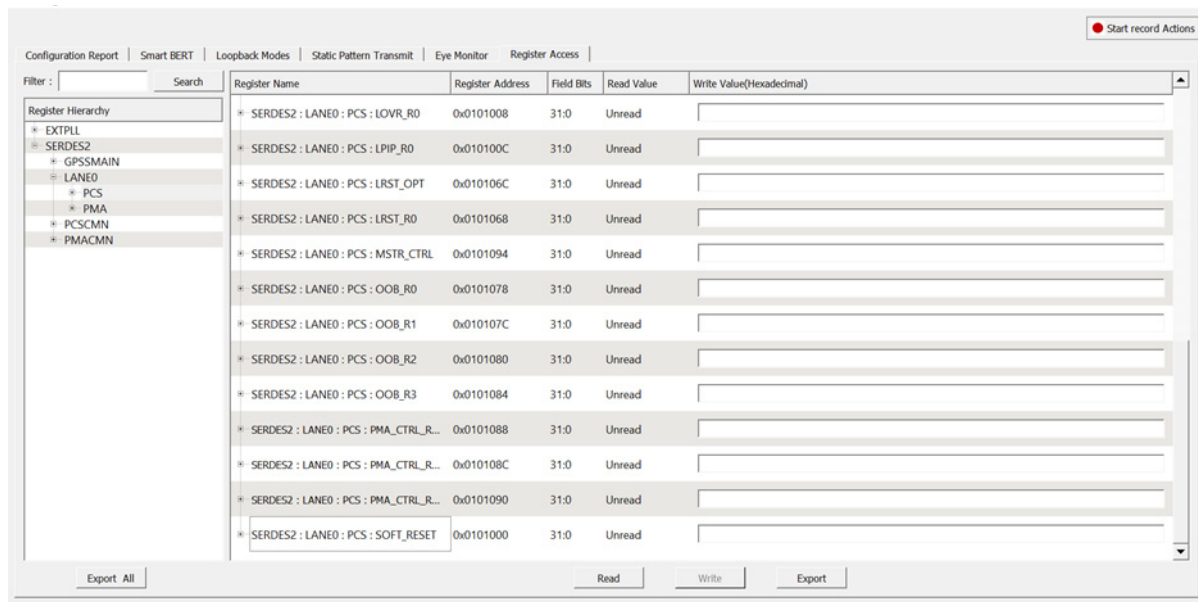 Start record Actions
Configuration Report Smart BERT Loopback Modes Static Pattern Transmit Eye Monitor Register Access
Filter : Search
Register Hierarchy
EXTPLL
SERDES2
GPSSMAIN
LANE0
PCS
PMA
PCSCMN
PMACMN
Register Name Register Address Field Bits Read Value Write Value(Hexadecimal)
SERDES2 : LANE0 : PCS : LOVR_R0 0x0101008 31:0 Unread
SERDES2 : LANE0 : PCS : LPIP_R0 0x010100C 31:0 Unread
SERDES2 : LANE0 : PCS : LRST_OPT 0x010106C 31:0 Unread
SERDES2 : LANE0 : PCS : LRST_R0 0x0101068 31:0 Unread
SERDES2 : LANE0 : PCS : MSTR_CTRL 0x0101094 31:0 Unread
SERDES2 : LANE0 : PCS : OOB_R0 0x0101078 31:0 Unread
SERDES2 : LANE0 : PCS : OOB_R1 0x010107C 31:0 Unread
SERDES2 : LANE0 : PCS : OOB_R2 0x0101080 31:0 Unread
SERDES2 : LANE0 : PCS : OOB_R3 0x0101084 31:0 Unread
SERDES2 : LANE0 : PCS : PMA_CTRL_R... 0x0101088 31:0 Unread
SERDES2 : LANE0 : PCS : PMA_CTRL_R... 0x010108C 31:0 Unread
SERDES2 : LANE0 : PCS : PMA_CTRL_R... 0x0101090 31:0 Unread
SERDES2 : LANE0 : PCS : SOFT_RESET 0x0101000 31:0 Unread
Export All Read Write Export